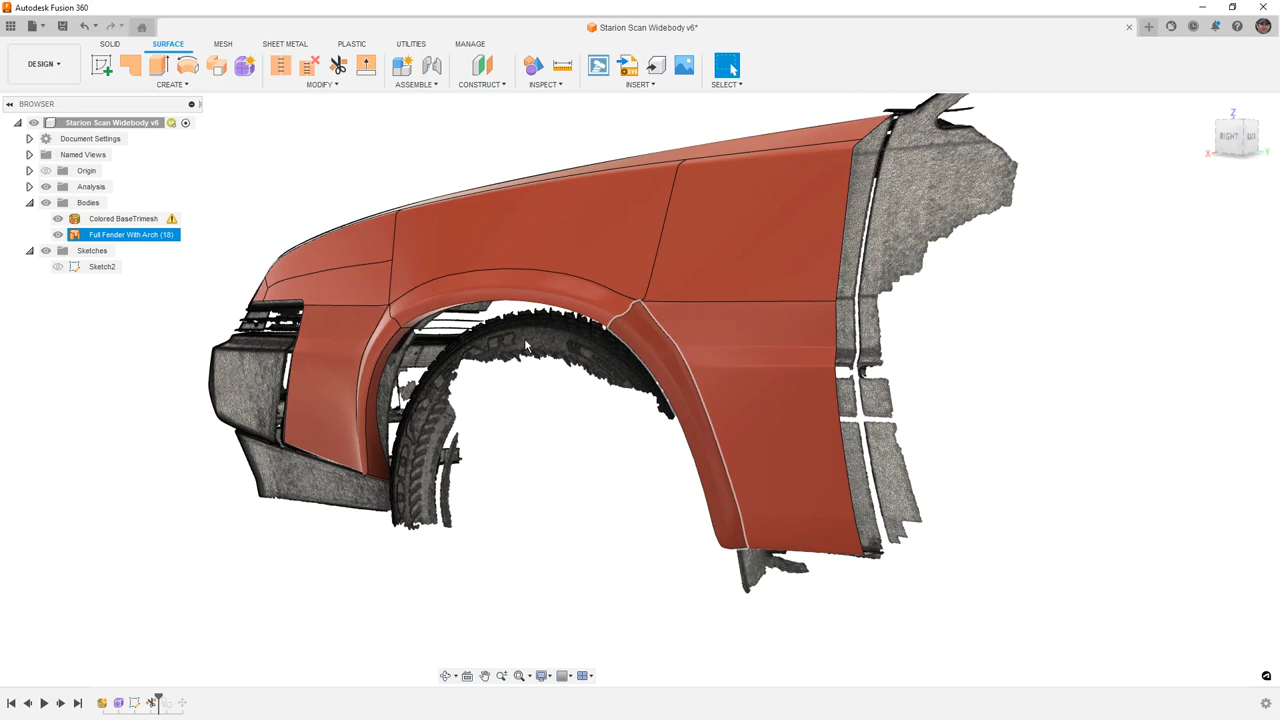 Autodesk Fusion 360
Starion Scan Widebody v6*
DESIGN
SOLID SURFACE MESH SHEET METAL PLASTIC UTILITIES MANAGE
CREATE MODIFY ASSEMBLE CONSTRUCT INSPECT INSERT SELECT
BROWSER
Starion Scan Widebody v6
Document Settings
Named Views
Origin
Analysis
Bodies
Colored BaseTrimesh
Full Fender With Arch (18)
Sketches
Sketch2
Z
RIGHT
X
Y